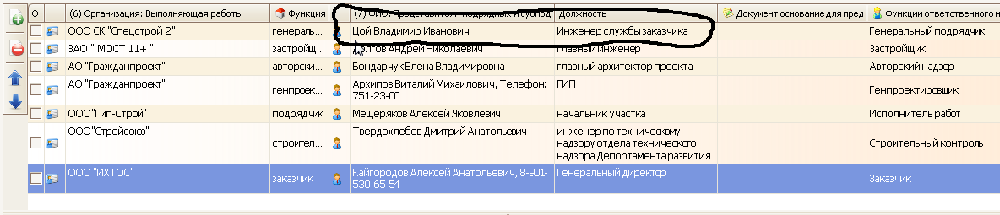 О (6) Организация: Выполняющая работы Функция (7) ФИО: Представители подрядных и субпод Должность Документ основание для пред Функции ответственного н
ООО СК "Спецстрой 2" генераль... Цой Владимир Иванович Инженер службы заказчика Генеральный подрядчик
ЗАО " МОСТ 11+ " застройщ... Долгов Андрей Николаевич главный инженер Застройщик
АО "Гражданпроект" авторски... Бондарчук Елена Владимировна главный архитектор проекта Авторский надзор
АО "Гражданпроект" генпроек... Архипов Виталий Михаилович, Телефон: 751-23-00 ГИП Генпроектировщик
ООО"Гип-Строй" подрядчик Мещеряков Алексей Яковлевич начальник участка Исполнитель работ
ООО"Стройсоюз" строител... Твердохлебов Дмитрий Анатольевич инженер по техническому
надзору отдела технического
надзора Депортамента развития Строительный контроль
ООО "ИХТОС" заказчик Кайгородов Алексей Анатольевич, 8-901-
530-65-54 Генеральный директор Заказчик